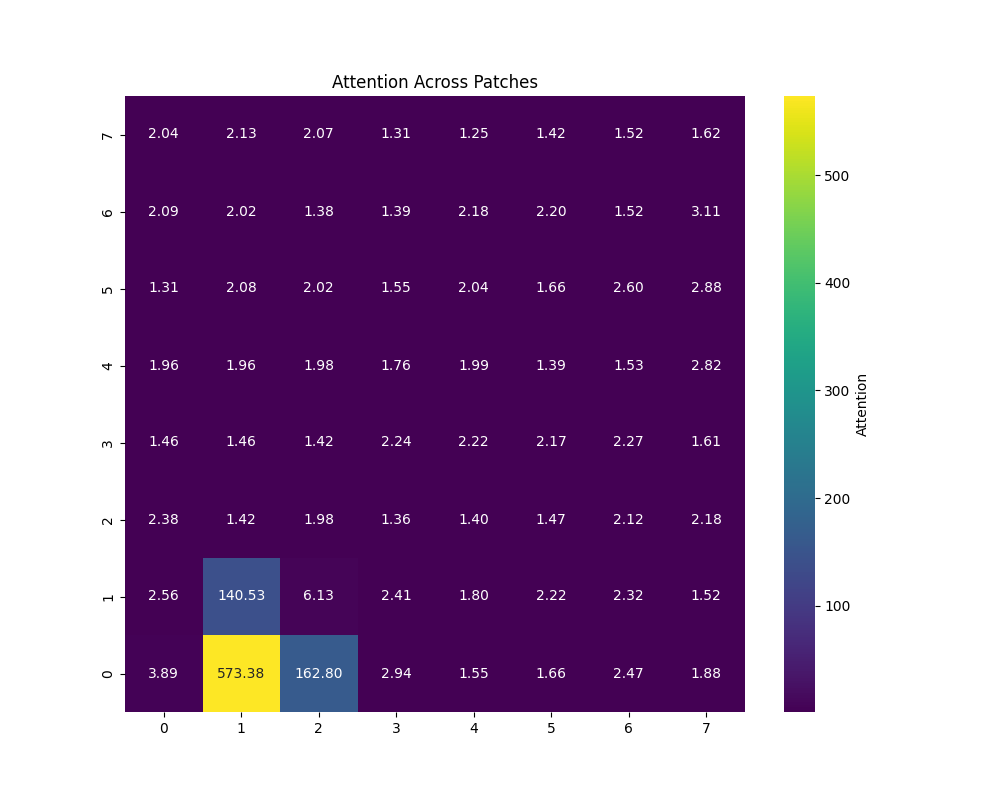 Attention Across Patches
7 2.04 2.13 2.07 1.31 1.25 1.42 1.52 1.62
6 2.09 2.02 1.38 1.39 2.18 2.20 1.52 3.11
5 1.31 2.08 2.02 1.55 2.04 1.66 2.60 2.88
4 1.96 1.96 1.98 1.76 1.99 1.39 1.53 2.82
3 1.46 1.46 1.42 2.24 2.22 2.17 2.27 1.61
2 2.38 1.42 1.98 1.36 1.40 1.47 2.12 2.18
1 2.56 140.53 6.13 2.41 1.80 2.22 2.32 1.52
0 3.89 573.38 162.80 2.94 1.55 1.66 2.47 1.88
0 1 2 3 4 5 6 7
500
400
300
200
100
Attention